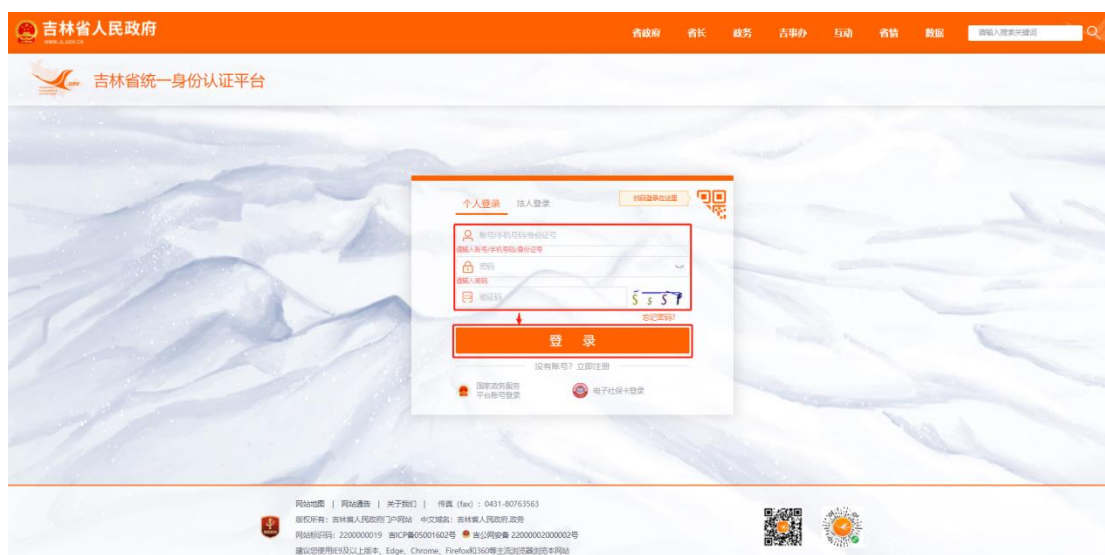 吉林省人民政府
www.jl.gov.cn
省政府 省长 政务 吉事办 互动 省情 数据 请输入搜索关键词
吉林省统一身份认证平台
个人登录 法人登录 扫码登录在这里
账号/手机号码/身份证号
请输入账号/手机号码/身份证号
密码
请输入密码
验证码
忘记密码?
登 录
没有账号? 立即注册
国家政务服务
平台账号登录
电子社保卡登录
网站地图 | 网站通告 | 关于我们 | 传真 (fax) : 0431-80763563
版权所有: 吉林省人民政府门户网站 中文域名: 吉林省人民政府.政务
网站标识码: 2200000019 吉ICP备05001602号 吉公网安备 22000002000002号
建议您使用IE9及以上版本、Edge、Chrome、Firefox和360等主流浏览器浏览本网站